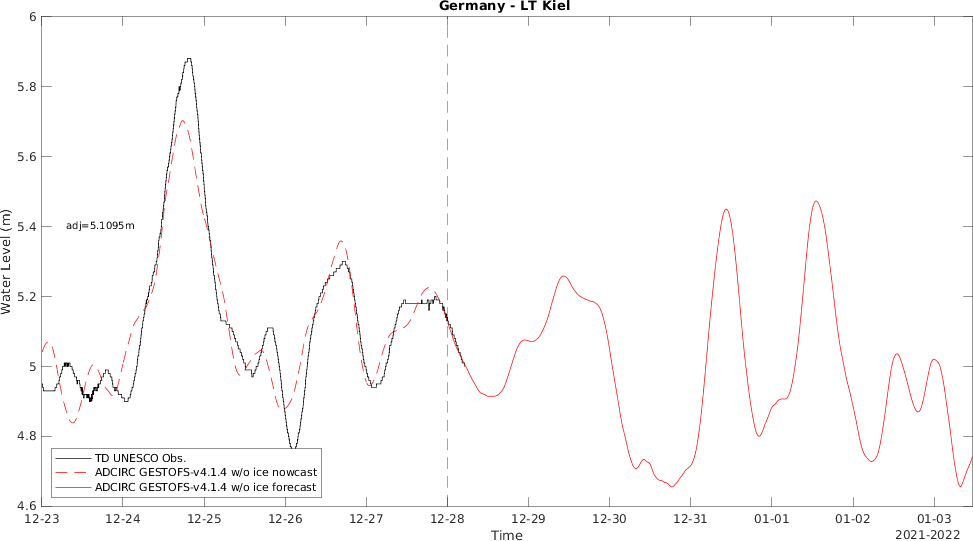 Germany - LT Kiel
6
5.8
5.6
5.4
5.2
5
4.8
4.6
Water Level (m)
adj=5.1095m
TD UNESCO Obs.
ADCIRC GESTOFS-v4.1.4 w/o ice nowcast
ADCIRC GESTOFS-v4.1.4 w/o ice forecast
12-23 12-24 12-25 12-26 12-27 12-28 12-29 12-30 12-31 01-01 01-02 01-03
Time
2021-2022